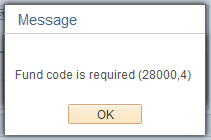 Message
Fund code is required (28000,4)
OK